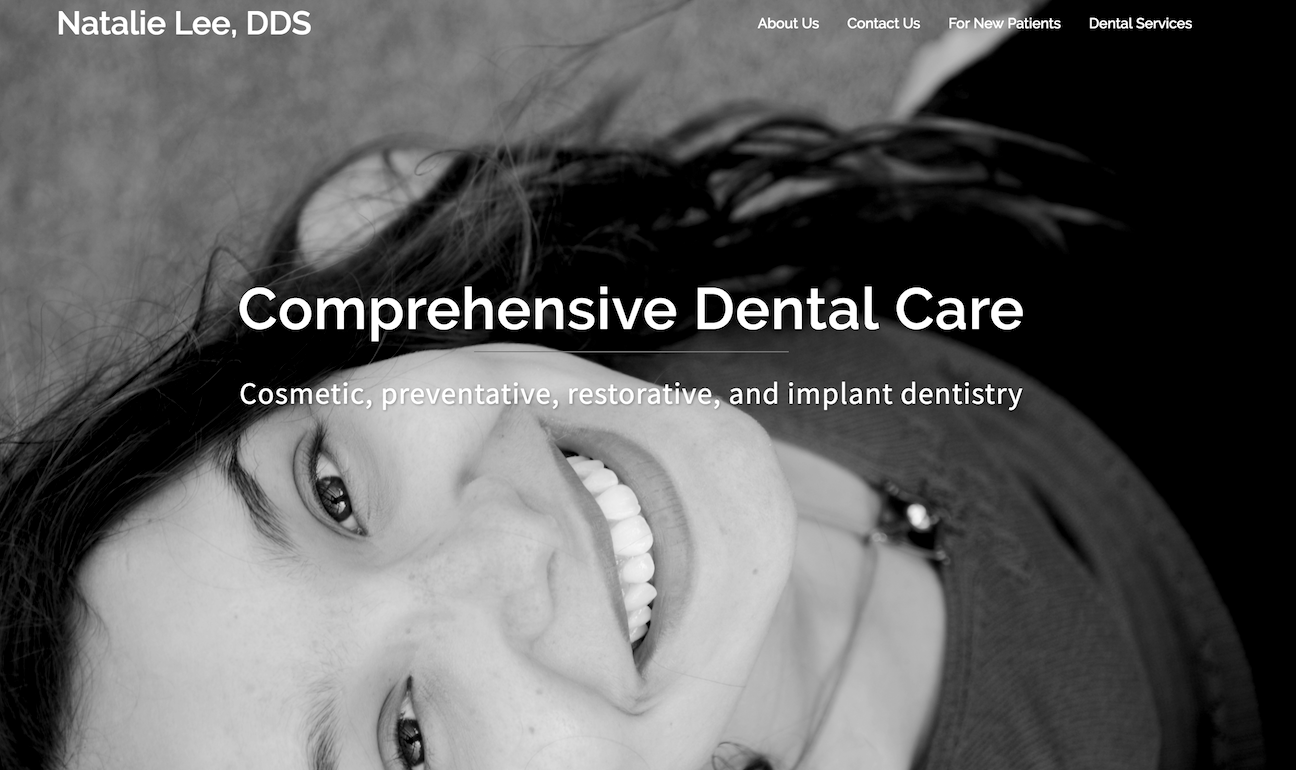 Natalie Lee, DDS
About Us
Contact Us
For New Patients
Dental Services
Comprehensive Dental Care
Cosmetic, preventative, restorative, and implant dentistry